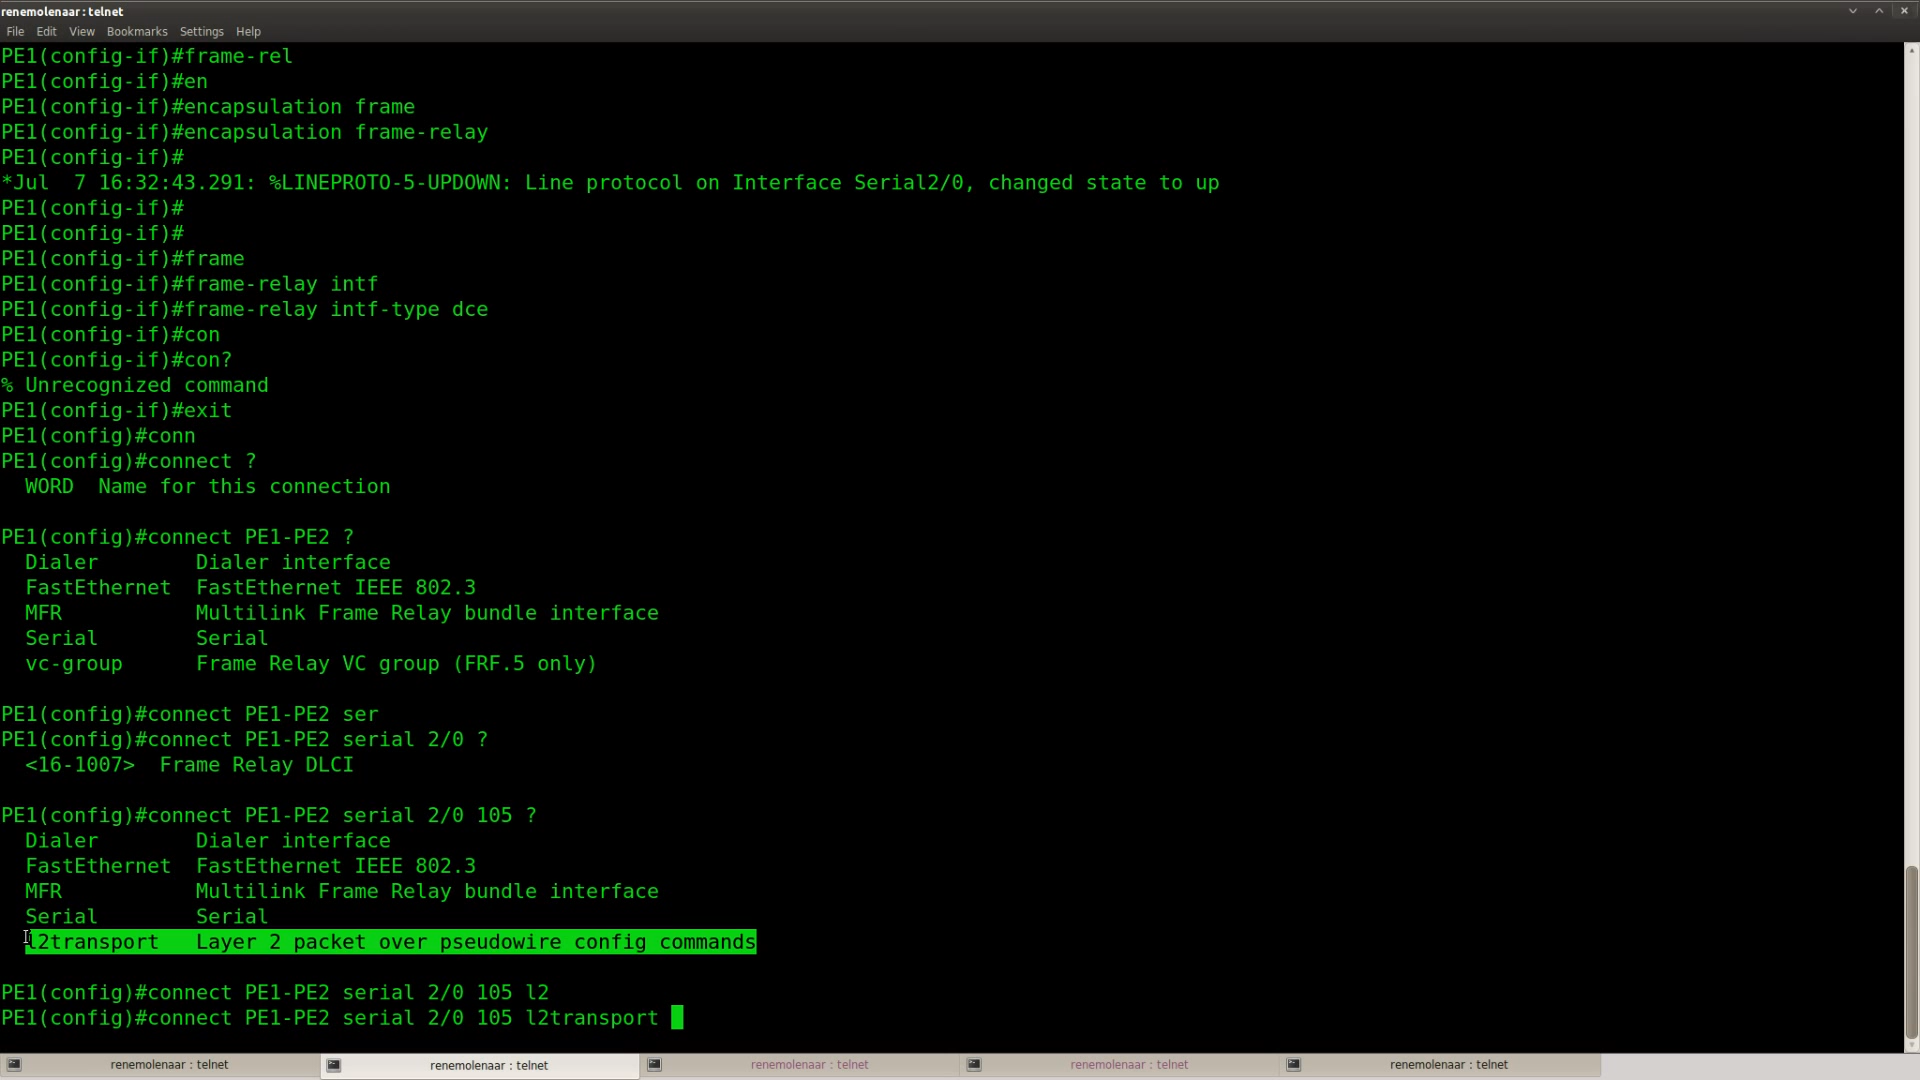 renemolenaar : telnet
File Edit View Bookmarks Settings Help
PE1(config-if)#frame-rel
PE1(config-if)#en
PE1(config-if)#encapsulation frame
PE1(config-if)#encapsulation frame-relay
PE1(config-if)#
*Jul  7 16:32:43.291: %LINEPROTO-5-UPDOWN: Line protocol on Interface Serial2/0, changed state to up
PE1(config-if)#
PE1(config-if)#
PE1(config-if)#frame
PE1(config-if)#frame-relay intf
PE1(config-if)#frame-relay intf-type dce
PE1(config-if)#con
PE1(config-if)#con?
% Unrecognized command
PE1(config-if)#exit
PE1(config)#conn
PE1(config)#connect ?
  WORD  Name for this connection
PE1(config)#connect PE1-PE2 ?
  Dialer        Dialer interface
  FastEthernet  FastEthernet IEEE 802.3
  MFR           Multilink Frame Relay bundle interface
  Serial        Serial
  vc-group      Frame Relay VC group (FRF.5 only)
PE1(config)#connect PE1-PE2 ser
PE1(config)#connect PE1-PE2 serial 2/0 ?
  <16-1007>  Frame Relay DLCI
PE1(config)#connect PE1-PE2 serial 2/0 105 ?
  Dialer        Dialer interface
  FastEthernet  FastEthernet IEEE 802.3
  MFR           Multilink Frame Relay bundle interface
  Serial        Serial
  l2transport   Layer 2 packet over pseudowire config commands
PE1(config)#connect PE1-PE2 serial 2/0 105 l2
PE1(config)#connect PE1-PE2 serial 2/0 105 l2transport
renemolenaar : telnet renemolenaar : telnet renemolenaar : telnet renemolenaar : telnet renemolenaar : telnet